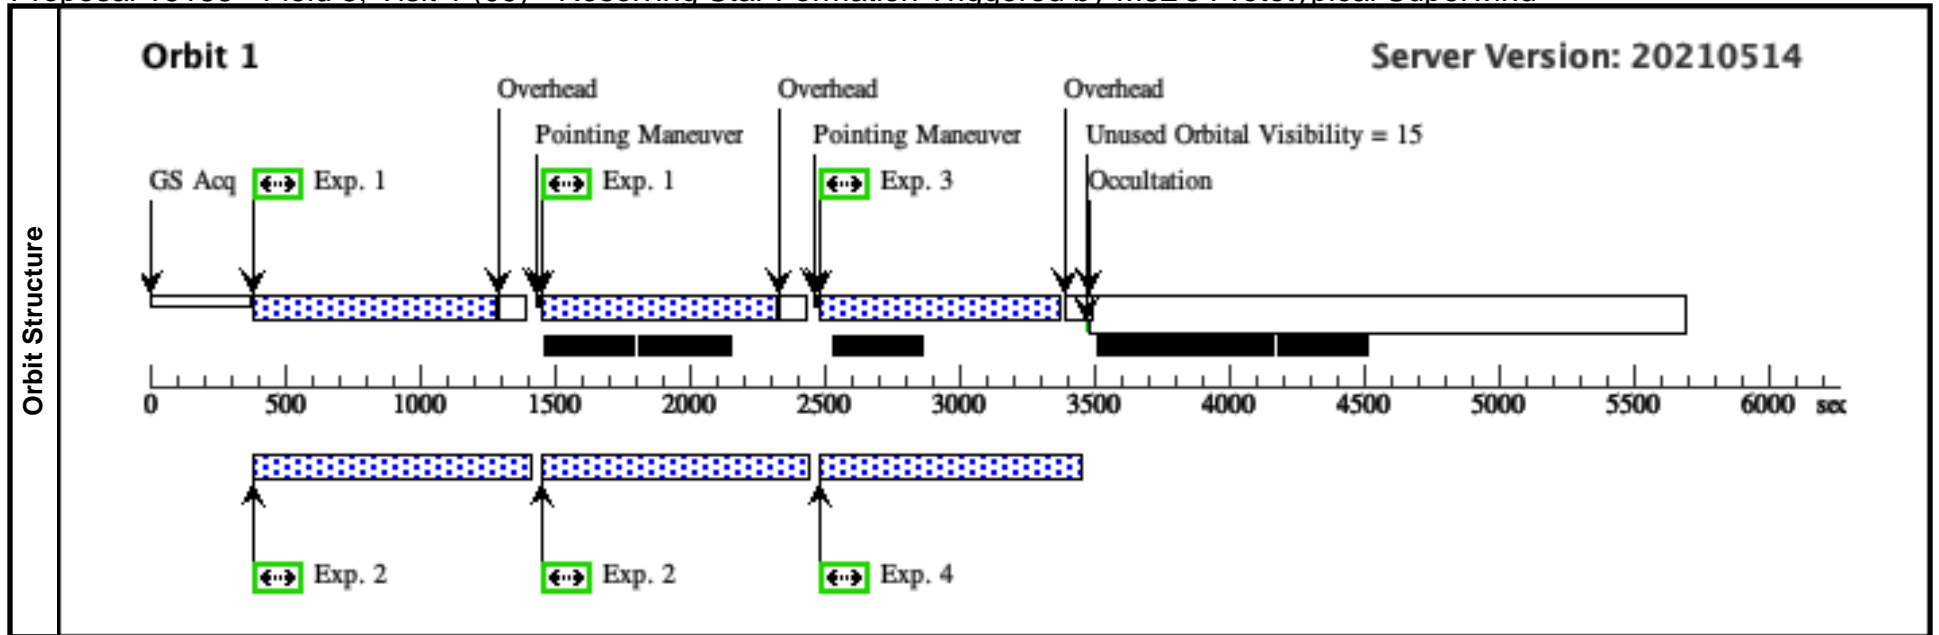 Orbit 1
Server Version: 20210514
Overhead Overhead Overhead
Pointing Maneuver Pointing Maneuver Unused Orbital Visibility = 15
GS Acq Exp. 1 Exp. 1 Exp. 3 Occultation
Orbit Structure
0 500 1000 1500 2000 2500 3000 3500 4000 4500 5000 5500 6000 sec
Exp. 2 Exp. 2 Exp. 4